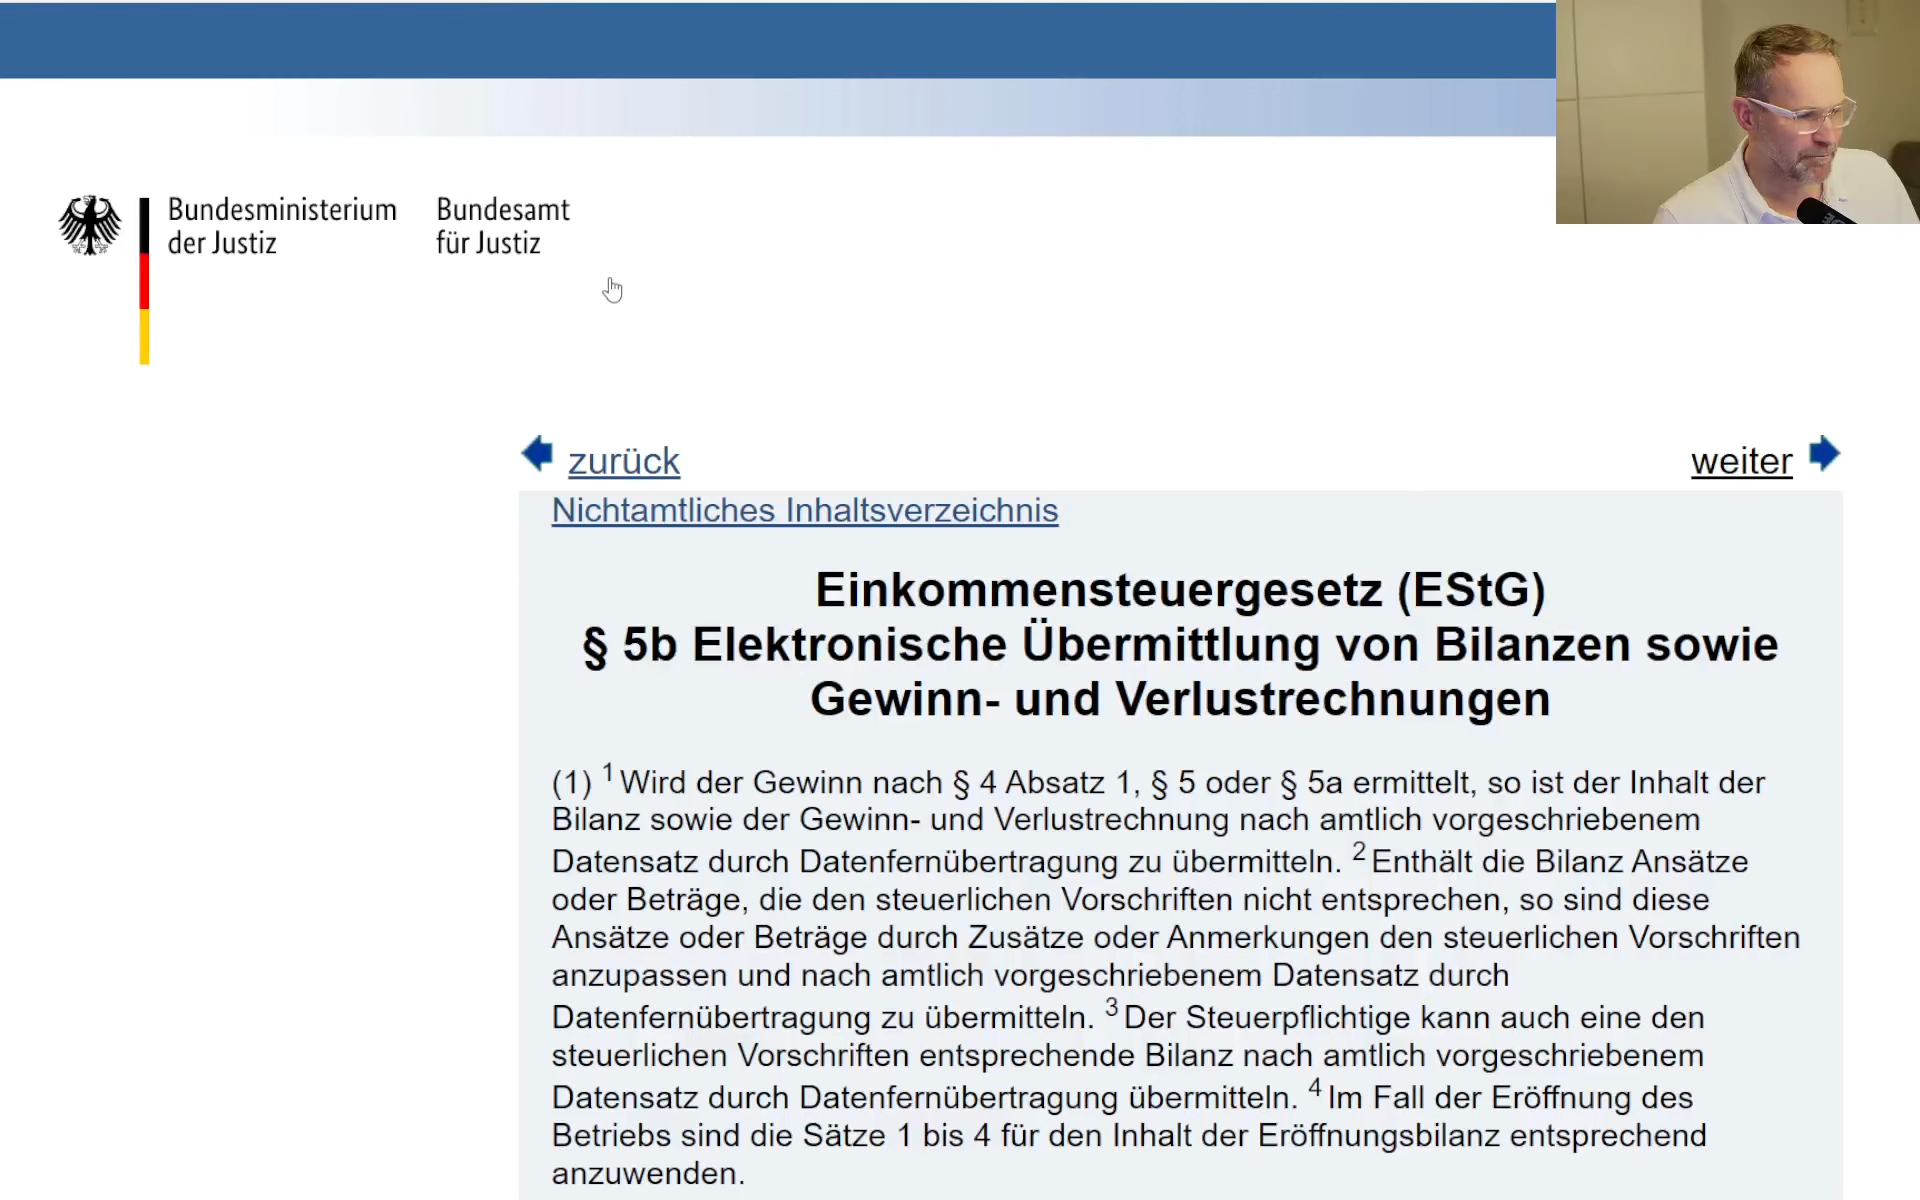 Bundesministerium
der Justiz
Bundesamt
für Justiz
zurück
weiter
Nichtamtliches Inhaltsverzeichnis
Einkommensteuergesetz (EStG)
§ 5b Elektronische Übermittlung von Bilanzen sowie
Gewinn- und Verlustrechnungen
(1) 1 Wird der Gewinn nach § 4 Absatz 1, § 5 oder § 5a ermittelt, so ist der Inhalt der
Bilanz sowie der Gewinn- und Verlustrechnung nach amtlich vorgeschriebenem
Datensatz durch Datenfernübertragung zu übermitteln. 2 Enthält die Bilanz Ansätze
oder Beträge, die den steuerlichen Vorschriften nicht entsprechen, so sind diese
Ansätze oder Beträge durch Zusätze oder Anmerkungen den steuerlichen Vorschriften
anzupassen und nach amtlich vorgeschriebenem Datensatz durch
Datenfernübertragung zu übermitteln. 3 Der Steuerpflichtige kann auch eine den
steuerlichen Vorschriften entsprechende Bilanz nach amtlich vorgeschriebenem
Datensatz durch Datenfernübertragung übermitteln. 4 Im Fall der Eröffnung des
Betriebs sind die Sätze 1 bis 4 für den Inhalt der Eröffnungsbilanz entsprechend
anzuwenden.